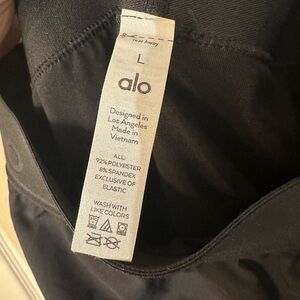 Tear Away
L
alo
Designed in
Los Angeles
Made in
Vietnam
ALL:
92% POLYESTER
8% SPANDEX
EXCLUSIVE OF
ELASTIC
WASH WITH
LIKE COLORS